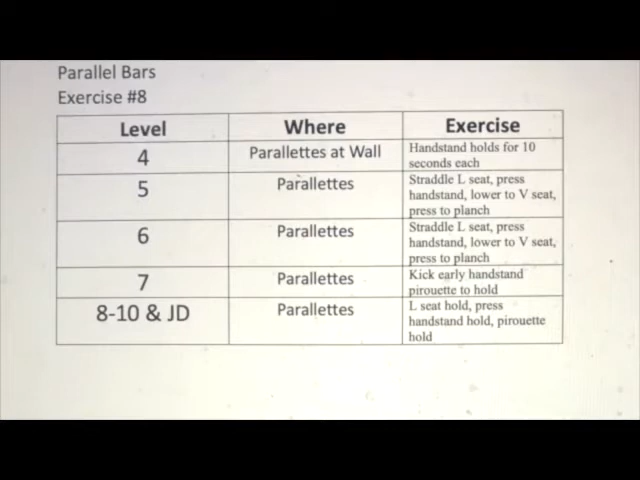 Parallel Bars
Exercise #8
Level Where Exercise
4 Parallettes at Wall Handstand holds for 10
seconds each
5 Parallettes Straddle L seat, press
handstand, lower to V seat,
press to planch
6 Parallettes Straddle L seat, press
handstand, lower to V seat,
press to planch
7 Parallettes Kick early handstand
pirouette to hold
8-10 & JD Parallettes L seat hold, press
handstand hold, pirouette
hold